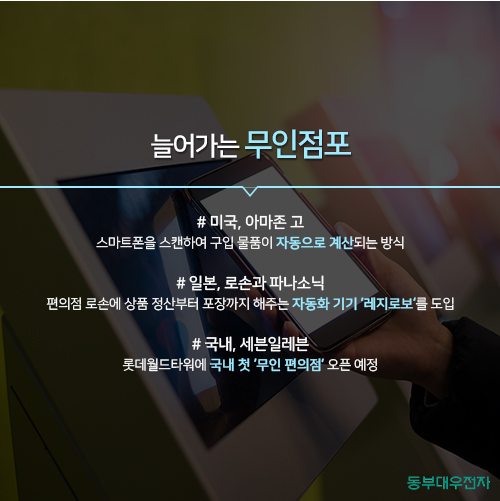 늘어가는 무인점포
# 미국, 아마존 고
스마트폰을 스캔하여 구입 물품이 자동으로 계산되는 방식
# 일본, 로손과 파나소닉
편의점 로손에 상품 정산부터 포장까지 해주는 자동화 기기 '레지로보'를 도입
# 국내, 세븐일레븐
롯데월드타워에 국내 첫 '무인 편의점' 오픈 예정
동부대우전자